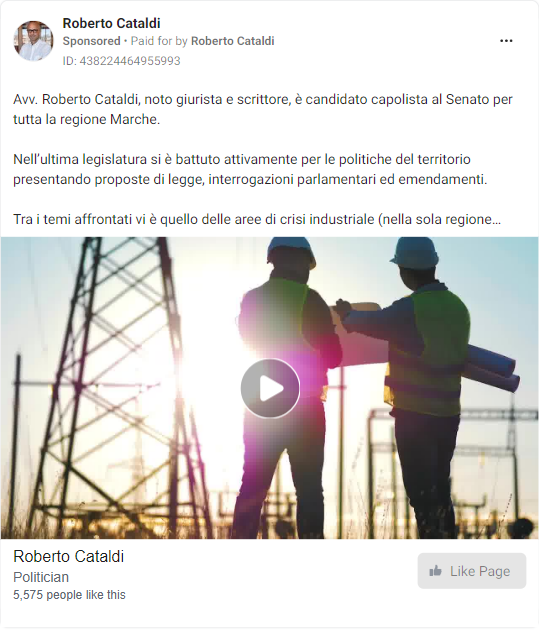 Roberto Cataldi
Sponsored • Paid for by Roberto Cataldi
ID: 438224464955993
Avv. Roberto Cataldi, noto giurista e scrittore, è candidato capolista al Senato per
tutta la regione Marche.
Nell'ultima legislatura si è battuto attivamente per le politiche del territorio
presentando proposte di legge, interrogazioni parlamentari ed emendamenti.
Tra i temi affrontati vi è quello delle aree di crisi industriale (nella sola regione...
Roberto Cataldi
Politician
5,575 people like this
Like Page